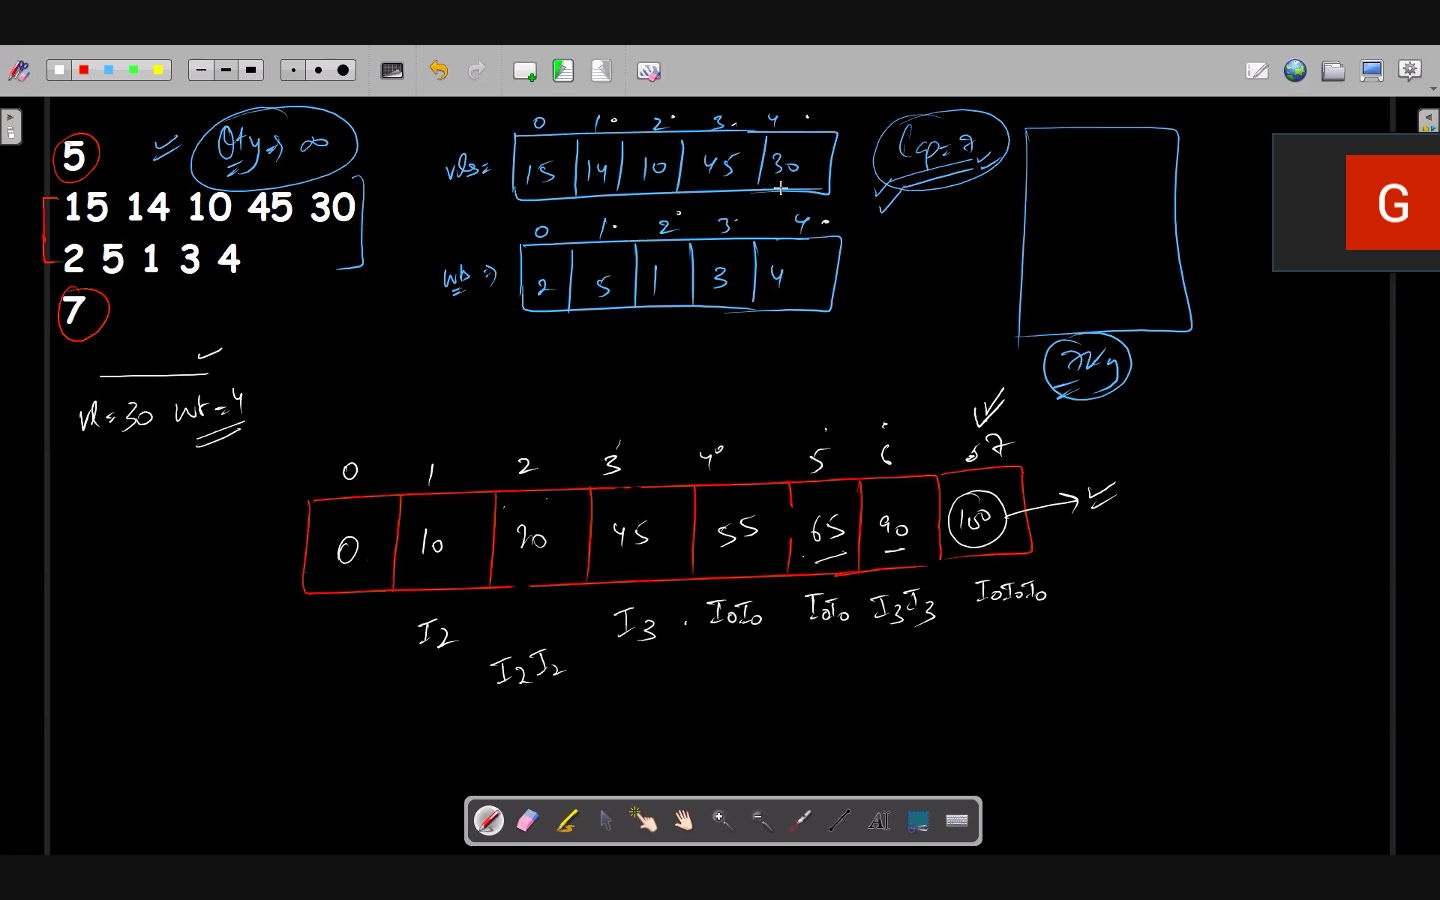 5
Qty => ∞
15 14 10 45 30
2 5 1 3 4
7
0 1 2 3 4
vls = 15 14 10 45 30
0 1 2 3 4
wts => 2 5 1 3 4
Cap = 7
7Kg
G
vl = 30 wt = 4
0 1 2 3 4 5 6 7
0 10 20 45 55 65 90 100
I2 I2I2 I3 I0I0 I0I0 I3I3 I0I0I0
AI